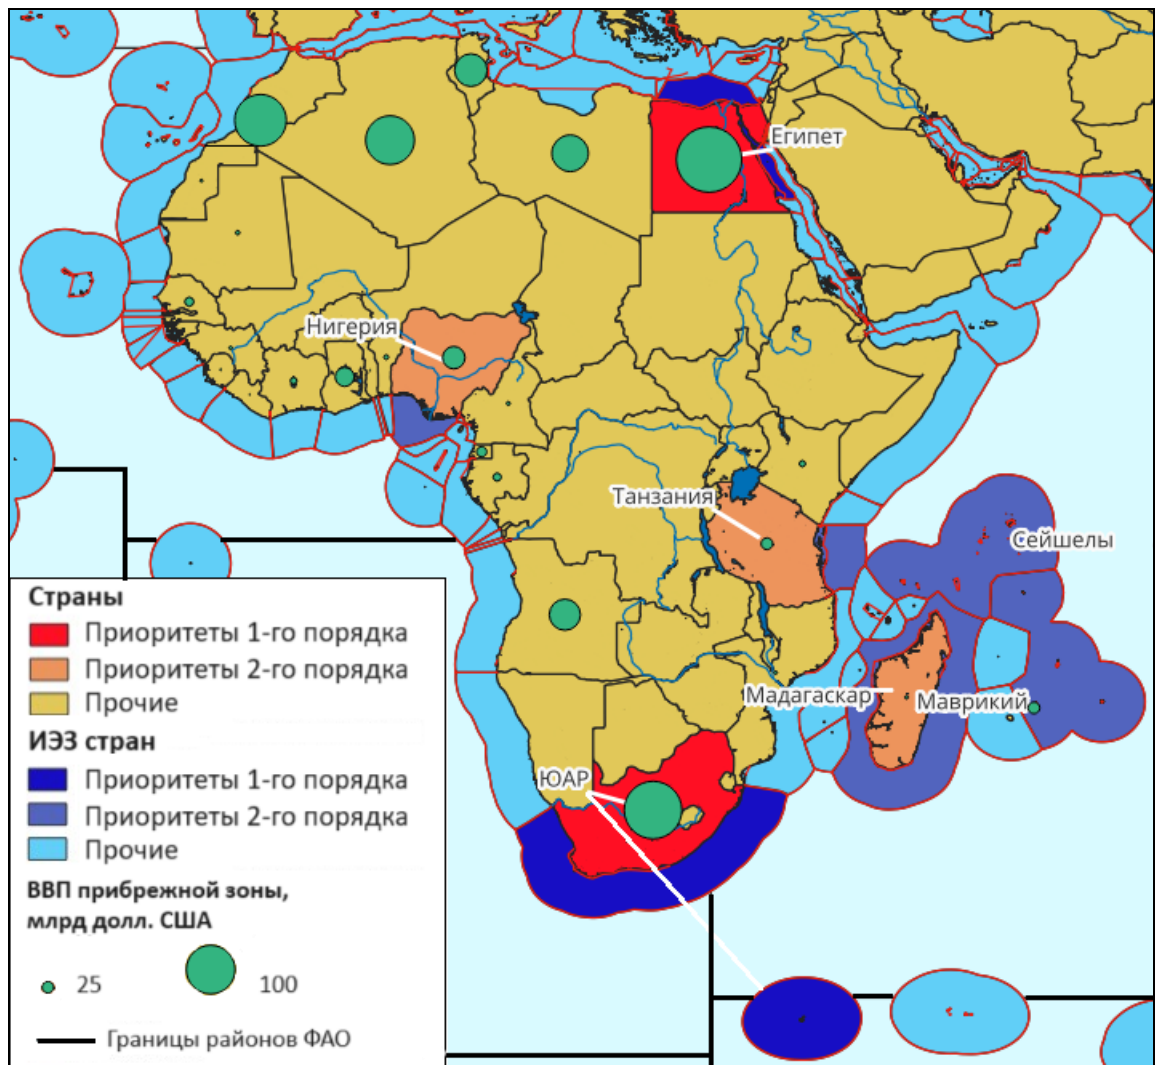 Египет
Нигерия
Танзания
Сейшелы
Мадагаскар
Маврикий
ЮАР
Страны
Приоритеты 1-го порядка
Приоритеты 2-го порядка
Прочие
ИЭЗ стран
Приоритеты 1-го порядка
Приоритеты 2-го порядка
Прочие
ВВП прибрежной зоны,
млрд долл. США
25
100
Границы районов ФАО